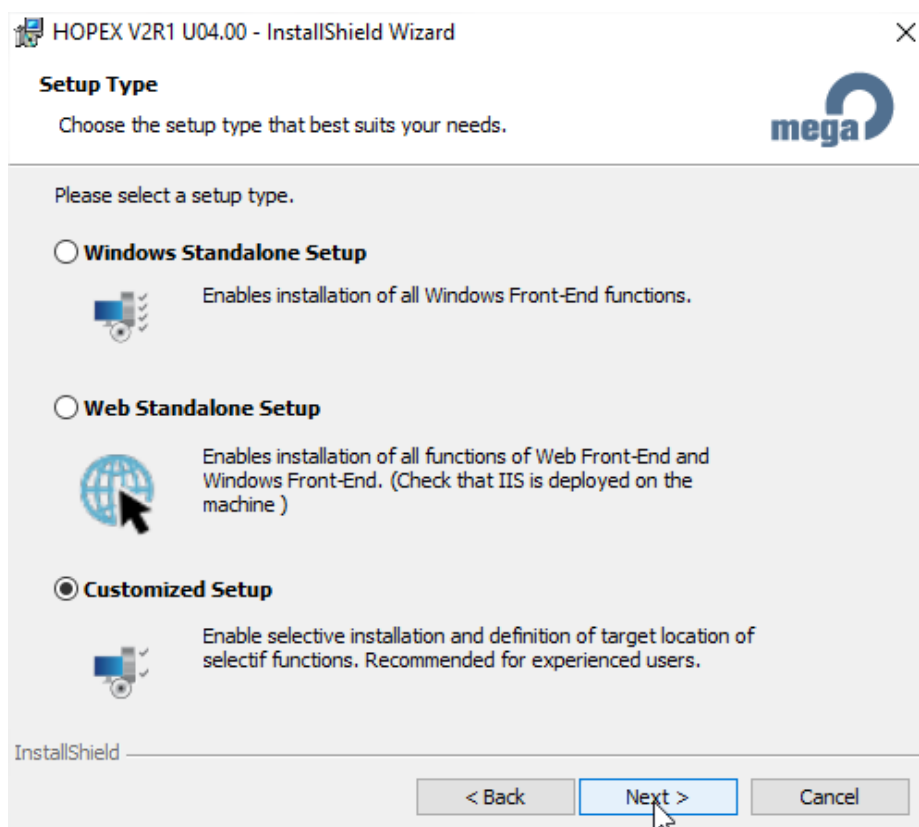 HOPEX V2R1 U04.00 - InstallShield Wizard
Setup Type
Choose the setup type that best suits your needs.
mega
Please select a setup type.
Windows Standalone Setup
Enables installation of all Windows Front-End functions.
Web Standalone Setup
Enables installation of all functions of Web Front-End and
Windows Front-End. (Check that IIS is deployed on the
machine )
Customized Setup
Enable selective installation and definition of target location of
selectif functions. Recommended for experienced users.
InstallShield
< Back
Next >
Cancel